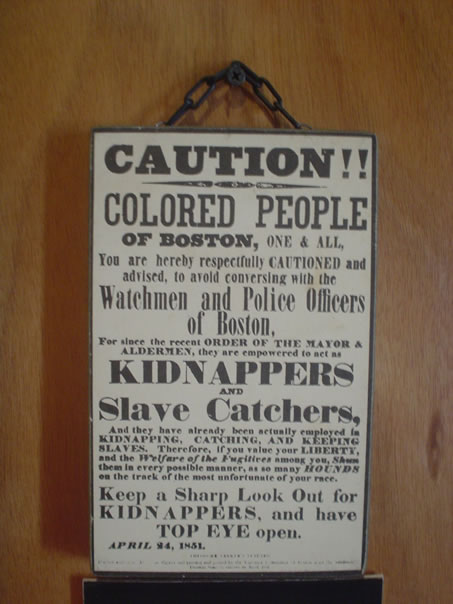 CAUTION!!
COLORED PEOPLE
OF BOSTON, ONE & ALL,
You are hereby respectfully CAUTIONED and
advised, to avoid conversing with the
Watchmen and Police Officers
of Boston,
For since the recent ORDER OF THE MAYOR &
ALDERMEN, they are empowered to act as
KIDNAPPERS
AND
Slave Catchers,
And they have already been actually employed in
KIDNAPPING, CATCHING, AND KEEPING
SLAVES. Therefore, if you value your LIBERTY,
and the Welfare of the Fugitives among you, Shun
them in every possible manner, as so many HOUNDS
on the track of the most unfortunate of your race.
Keep a Sharp Look Out for
KIDNAPPERS, and have
TOP EYE open.
APRIL 24, 1851.